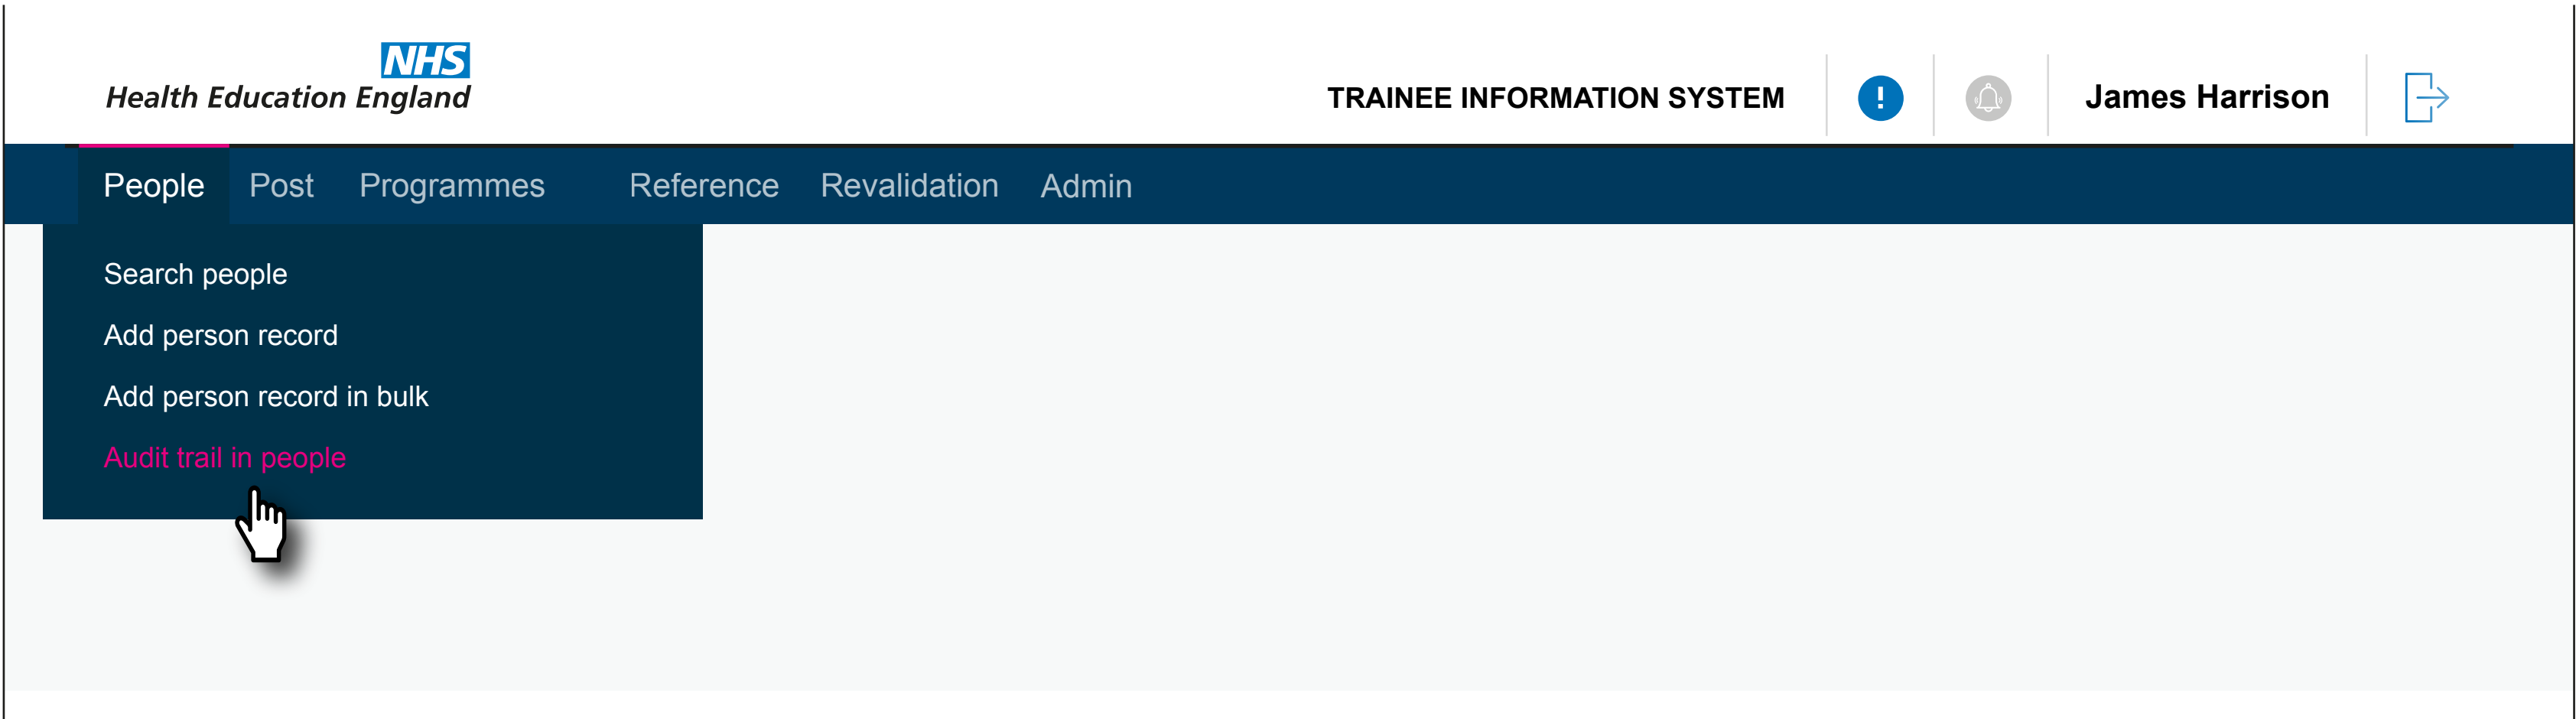 NHS
Health Education England
TRAINEE INFORMATION SYSTEM
!
James Harrison
People Post Programmes Reference Revalidation Admin
Search people
Add person record
Add person record in bulk
Audit trail in people